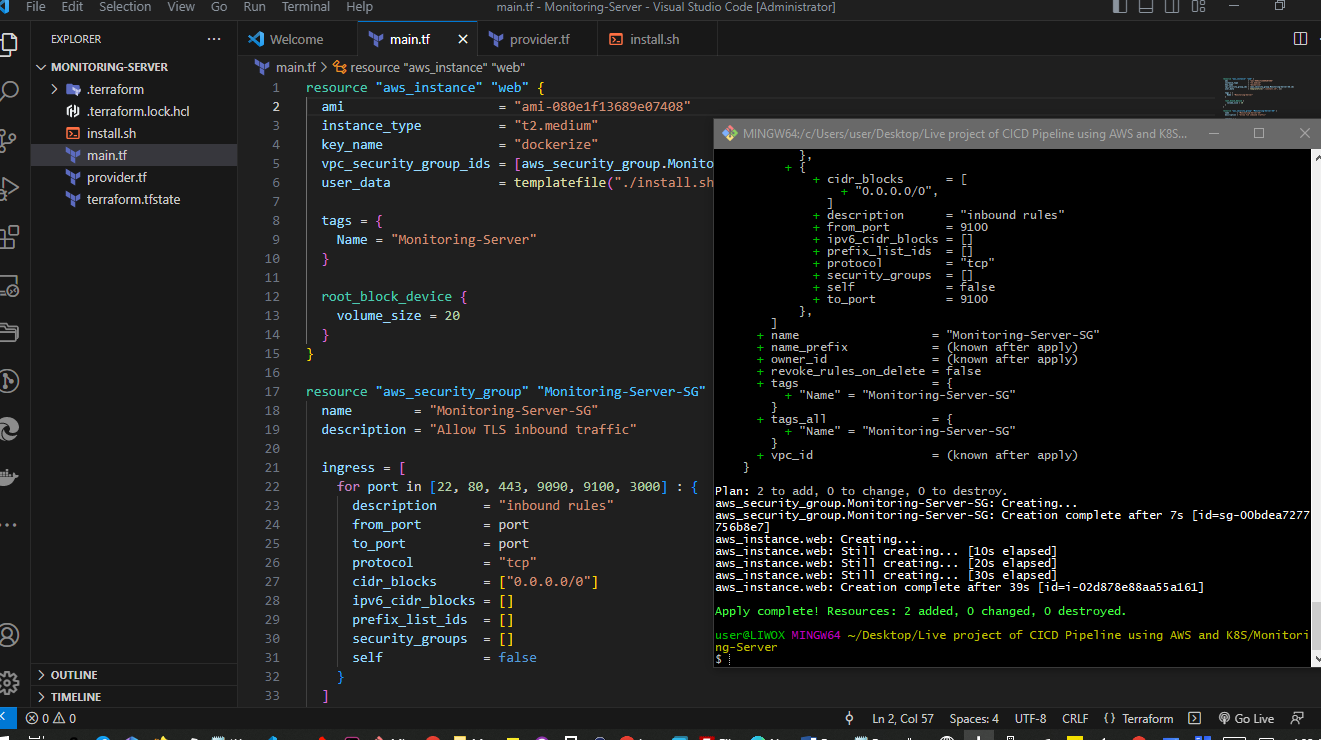 File Edit Selection View Go Run Terminal Help
main.tf - Monitoring-Server - Visual Studio Code [Administrator]
EXPLORER
MONITORING-SERVER
.terraform
.terraform.lock.hcl
install.sh
main.tf
provider.tf
terraform.tfstate
OUTLINE
TIMELINE
Welcome
main.tf
provider.tf
install.sh
main.tf > resource "aws_instance" "web"
1 resource "aws_instance" "web" {
2 ami = "ami-080e1f13689e07408"
3 instance_type = "t2.medium"
4 key_name = "dockerize"
5 vpc_security_group_ids = [aws_security_group.Monito
6 user_data = templatefile("./install.sh
7
8 tags = {
9 Name = "Monitoring-Server"
10 }
11
12 root_block_device {
13 volume_size = 20
14 }
15 }
16
17 resource "aws_security_group" "Monitoring-Server-SG"
18 name = "Monitoring-Server-SG"
19 description = "Allow TLS inbound traffic"
20
21 ingress = [
22 for port in [22, 80, 443, 9090, 9100, 3000] : {
23 description = "inbound rules"
24 from_port = port
25 to_port = port
26 protocol = "tcp"
27 cidr_blocks = ["0.0.0.0/0"]
28 ipv6_cidr_blocks = []
29 prefix_list_ids = []
30 security_groups = []
31 self = false
32 }
33 ]
MINGW64:/c/Users/user/Desktop/Live project of CICD Pipeline using AWS and K8S...
},
+ {
+ cidr_blocks = [
+ "0.0.0.0/0",
]
+ description = "inbound rules"
+ from_port = 9100
+ ipv6_cidr_blocks = []
+ prefix_list_ids = []
+ protocol = "tcp"
+ security_groups = []
+ self = false
+ to_port = 9100
},
]
+ name = "Monitoring-Server-SG"
+ name_prefix = (known after apply)
+ owner_id = (known after apply)
+ revoke_rules_on_delete = false
+ tags = {
+ "Name" = "Monitoring-Server-SG"
}
+ tags_all = {
+ "Name" = "Monitoring-Server-SG"
}
+ vpc_id = (known after apply)
}
Plan: 2 to add, 0 to change, 0 to destroy.
aws_security_group.Monitoring-Server-SG: Creating...
aws_security_group.Monitoring-Server-SG: Creation complete after 7s [id=sg-00bdea7277
756b8e7]
aws_instance.web: Creating...
aws_instance.web: Still creating... [10s elapsed]
aws_instance.web: Still creating... [20s elapsed]
aws_instance.web: Still creating... [30s elapsed]
aws_instance.web: Creation complete after 39s [id=i-02d878e88aa55a161]
Apply complete! Resources: 2 added, 0 changed, 0 destroyed.
user@LIWOX MINGW64 ~/Desktop/Live project of CICD Pipeline using AWS and K8S/Monitori
ng-Server
$
0 0 Ln 2, Col 57 Spaces: 4 UTF-8 CRLF {} Terraform Go Live